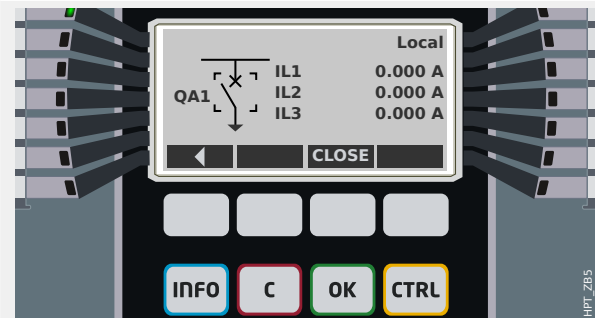 Local
IL1 0.000 A
QA1 IL2 0.000 A
IL3 0.000 A
CLOSE
INFO C OK CTRL
HPT_ZB5